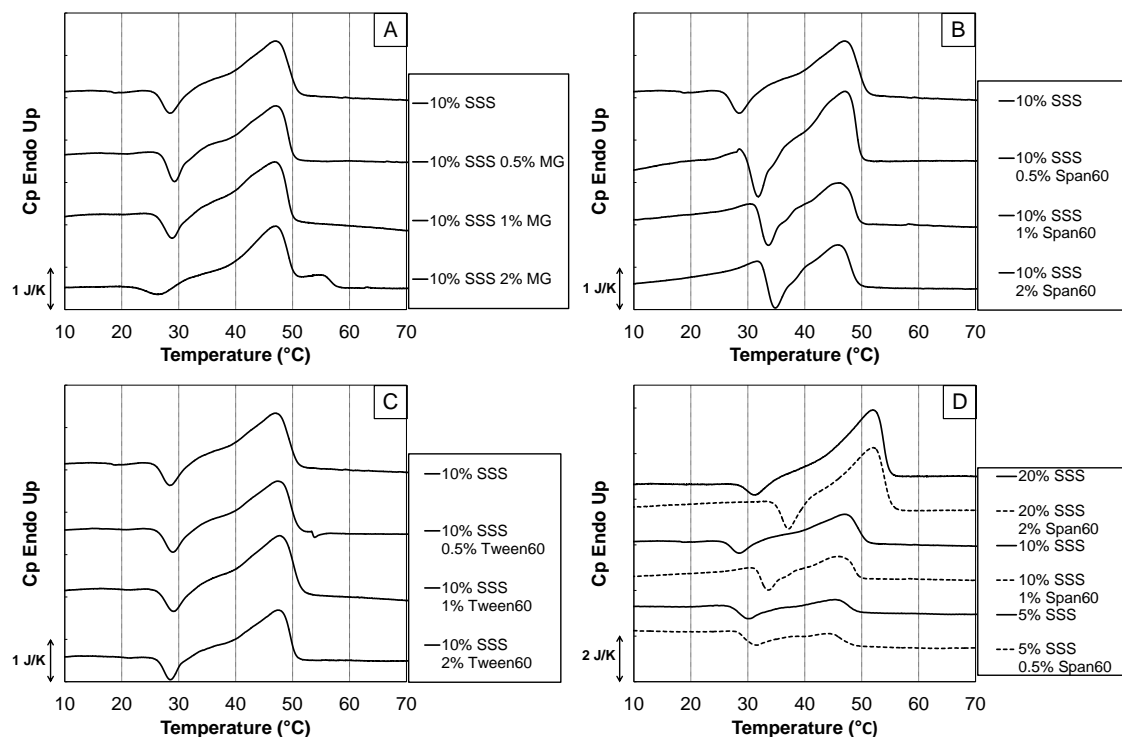 A
Cp Endo Up
10% SSS
10% SSS 0.5% MG
10% SSS 1% MG
10% SSS 2% MG
1 J/K
10 20 30 40 50 60 70
Temperature (°C)
B
Cp Endo Up
10% SSS
10% SSS
0.5% Span60
10% SSS
1% Span60
10% SSS
2% Span60
1 J/K
10 20 30 40 50 60 70
Temperature (°C)
C
Cp Endo Up
10% SSS
10% SSS
0.5% Tween60
10% SSS
1% Tween60
10% SSS
2% Tween60
1 J/K
10 20 30 40 50 60 70
Temperature (°C)
D
Cp Endo Up
20% SSS
20% SSS
2% Span60
10% SSS
10% SSS
1% Span60
5% SSS
5% SSS
0.5% Span60
2 J/K
10 20 30 40 50 60 70
Temperature (°C)